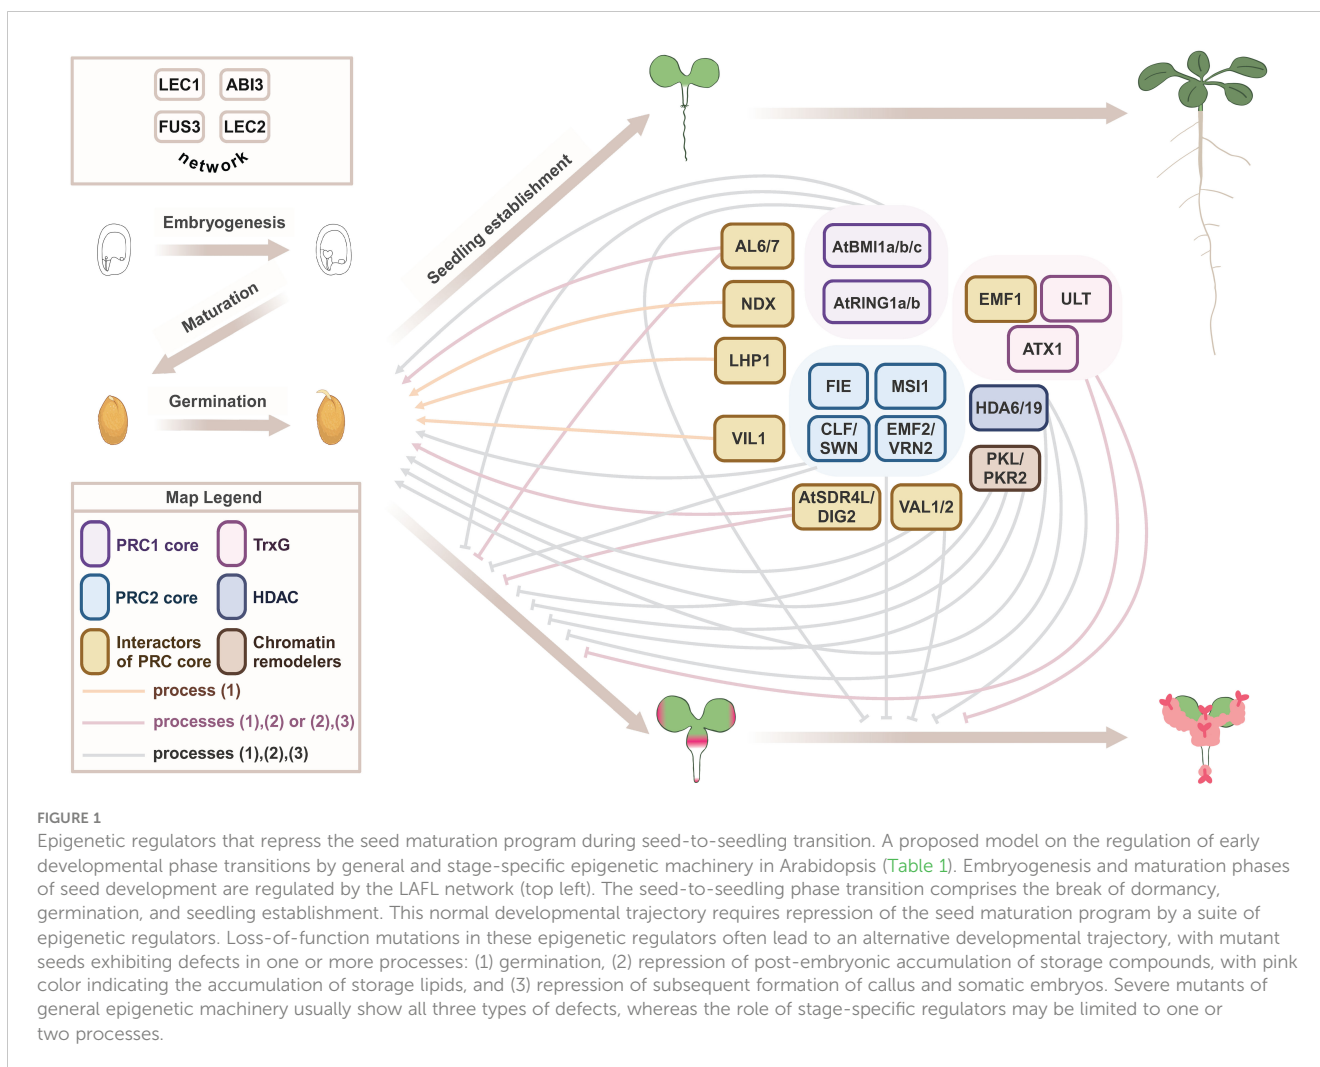 LEC1 ABI3
FUS3 LEC2
network
Embryogenesis
Maturation
Germination
Seedling establishment
AL6/7
NDX
LHP1
VIL1
AtBMI1a/b/c
AtRING1a/b
EMF1 ULT
ATX1
FIE MSI1
CLF/
SWN
EMF2/
VRN2
HDA6/19
PKL/
PKR2
AtSDR4L/
DIG2
VAL1/2
Map Legend
PRC1 core TrxG
PRC2 core HDAC
Interactors
of PRC core
Chromatin
remodelers
process (1)
processes (1),(2) or (2),(3)
processes (1),(2),(3)
FIGURE 1
Epigenetic regulators that repress the seed maturation program during seed-to-seedling transition. A proposed model on the regulation of early
developmental phase transitions by general and stage-specific epigenetic machinery in Arabidopsis (Table 1). Embryogenesis and maturation phases
of seed development are regulated by the LAFL network (top left). The seed-to-seedling phase transition comprises the break of dormancy,
germination, and seedling establishment. This normal developmental trajectory requires repression of the seed maturation program by a suite of
epigenetic regulators. Loss-of-function mutations in these epigenetic regulators often lead to an alternative developmental trajectory, with mutant
seeds exhibiting defects in one or more processes: (1) germination, (2) repression of post-embryonic accumulation of storage compounds, with pink
color indicating the accumulation of storage lipids, and (3) repression of subsequent formation of callus and somatic embryos. Severe mutants of
general epigenetic machinery usually show all three types of defects, whereas the role of stage-specific regulators may be limited to one or
two processes.